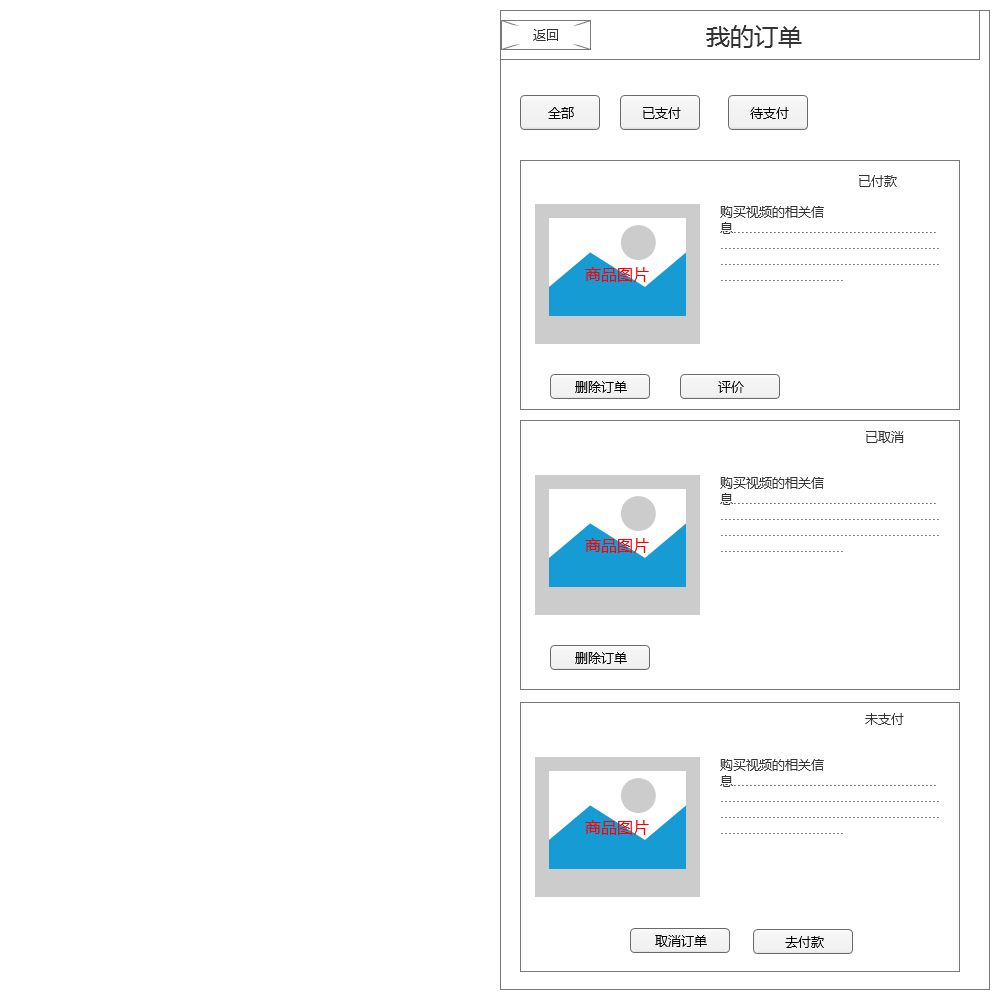 返回
我的订单
全部
已支付
待支付
已付款
购买视频的相关信
息
商品图片
删除订单
评价
已取消
购买视频的相关信
息
商品图片
删除订单
未支付
购买视频的相关信
息
商品图片
取消订单
去付款